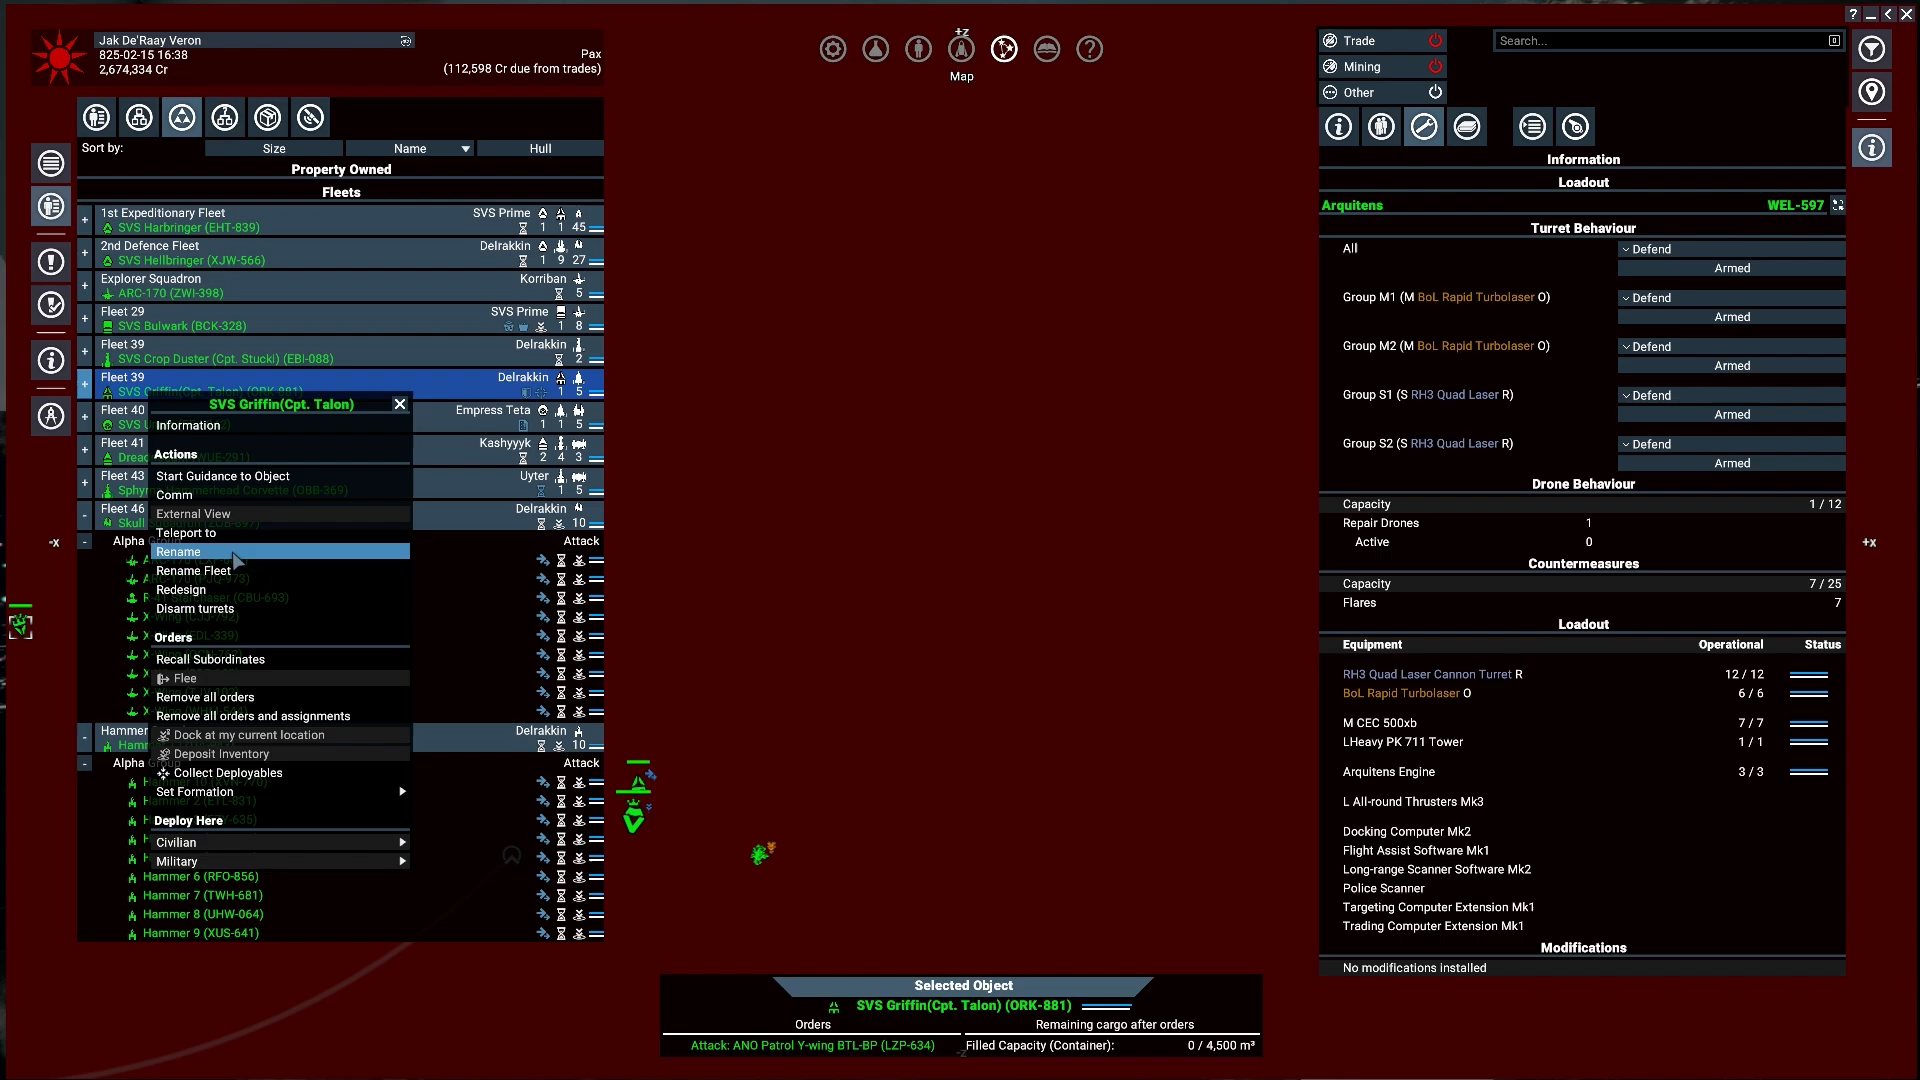 Jak De'Raay Veron
825-02-15 16:38
2,674,334 Cr
Pax
(112,598 Cr due from trades)
Sort by:
Size
Name
Hull
Property Owned
Fleets
1st Expeditionary Fleet
SVS Prime
SVS Harbringer (EHT-839)
1 1 45
2nd Defence Fleet
Delrakkin
SVS Hellbringer (XJW-566)
1 9 27
Explorer Squadron
Korriban
ARC-170 (ZWI-398)
5
Fleet 29
SVS Prime
SVS Bulwark (BCK-328)
1 8
Fleet 39
Delrakkin
SVS Crop Duster (Cpt. Stucki) (EBI-088)
2
Fleet 39
Delrakkin
SVS Griffin(Cpt. Talon) (ORK-881)
1 5
SVS Griffin(Cpt. Talon)
Fleet 40
Empress Teta
1 1 5
Information
Fleet 41
Kashyyyk
2 4 3
Actions
Fleet 43
Uyter
1 5
Start Guidance to Object
Comm
Fleet 46
Delrakkin
10
External View
Teleport to
Alpha
Attack
Rename
Rename Fleet
Redesign
Disarm turrets
Orders
Recall Subordinates
Flee
Remove all orders
Remove all orders and assignments
Hammer
Delrakkin
10
Dock at my current location
Deposit Inventory
Alpha
Attack
Collect Deployables
Set Formation
Deploy Here
Civilian
Military
Hammer 6 (RFO-856)
Hammer 7 (TWH-681)
Hammer 8 (UHW-064)
Hammer 9 (XUS-641)
+z
Map
-x
+x
-z
Selected Object
SVS Griffin(Cpt. Talon) (ORK-881)
Orders
Remaining cargo after orders
Attack: ANO Patrol Y-wing BTL-BP (LZP-634)
Filled Capacity (Container):
0 / 4,500 m³
Trade
Mining
Other
Search...
Information
Loadout
Arquitens
WEL-597
Turret Behaviour
All
Defend
Armed
Group M1 (M BoL Rapid Turbolaser O)
Defend
Armed
Group M2 (M BoL Rapid Turbolaser O)
Defend
Armed
Group S1 (S RH3 Quad Laser R)
Defend
Armed
Group S2 (S RH3 Quad Laser R)
Defend
Armed
Drone Behaviour
Capacity
1 / 12
Repair Drones
1
Active
0
Countermeasures
Capacity
7 / 25
Flares
7
Loadout
Equipment
Operational
Status
RH3 Quad Laser Cannon Turret R
12 / 12
BoL Rapid Turbolaser O
6 / 6
M CEC 500xb
7 / 7
LHeavy PK 711 Tower
1 / 1
Arquitens Engine
3 / 3
L All-round Thrusters Mk3
Docking Computer Mk2
Flight Assist Software Mk1
Long-range Scanner Software Mk2
Police Scanner
Targeting Computer Extension Mk1
Trading Computer Extension Mk1
Modifications
No modifications installed